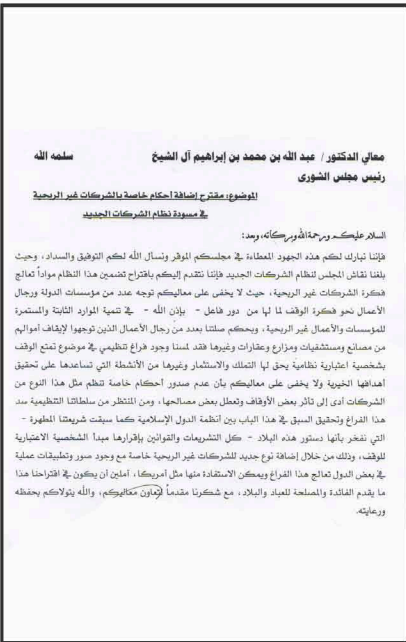 معالي الدكتور / عبد الله بن محمد بن إبراهيم آل الشيخ سلمه الله
رئيس مجلس الشورى
الموضوع: مقترح إضافة أحكام خاصة بالشركات غير الربحية
في مسودة نظام الشركات الجديد
السلام عليكم ورحمة الله وبركاته، وبعد:
فإننا نبارك لكم هذه الجهود المعطاءة في مجلسكم الموقر ونسأل الله لكم التوفيق والسداد، وحيث
بلغنا نقاش المجلس لنظام الشركات الجديد فإننا نتقدم إليكم باقتراح تضمين هذا النظام مواداً تعالج
فكرة الشركات غير الربحية، حيث لا يخفى على معاليكم توجه عدد من مؤسسات الدولة ورجال
الأعمال نحو فكرة الوقف لما لها من دور فاعل - بإذن الله - في تنمية الموارد الثابتة والمستمرة
للمؤسسات والأعمال غير الربحية، وبحكم صلتنا بعدد من رجال الأعمال الذين توجهوا لإيقاف أموالهم
من مصانع ومستشفيات ومزارع وعقارات وغيرها فقد لمسنا وجود فراغ تنظيمي في موضوع تمتع الوقف
بشخصية اعتبارية نظامية يحق لها التملك والاستثمار وغيرها من الأنشطة التي تساعدها على تحقيق
أهدافها الخيرية ولا يخفى على معاليكم بأن عدم صدور أحكام خاصة تنظم مثل هذا النوع من
الشركات أدى إلى تأثر بعض الأوقاف وتعطل بعض مصالحها، ومن المنتظر من سلطاتنا التنظيمية سد
هذا الفراغ وتحقيق السبق في هذا الباب بين أنظمة الدول الإسلامية كما سبقت شريعتنا المطهرة -
التي نفخر بأنها دستور هذه البلاد - كل التشريعات والقوانين بإقرارها مبدأ الشخصية الاعتبارية
للوقف، وذلك من خلال إضافة نوع جديد للشركات غير الربحية خاصة مع وجود صور وتطبيقات عملية
في بعض الدول تعالج هذا الفراغ ويمكن الاستفادة منها مثل أمريكا، آملين أن يكون في اقتراحنا هذا
ما يقدم الفائدة والمصلحة للعباد والبلاد، مع شكرنا مقدماً لتعاون معاليكم، والله يتولاكم بحفظه
ورعايته.